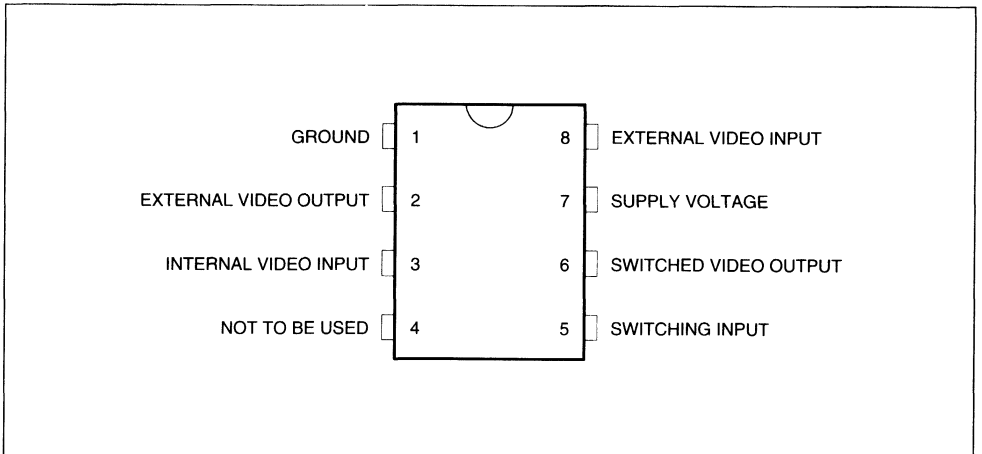 GROUND 1 8 EXTERNAL VIDEO INPUT
EXTERNAL VIDEO OUTPUT 2 7 SUPPLY VOLTAGE
INTERNAL VIDEO INPUT 3 6 SWITCHED VIDEO OUTPUT
NOT TO BE USED 4 5 SWITCHING INPUT